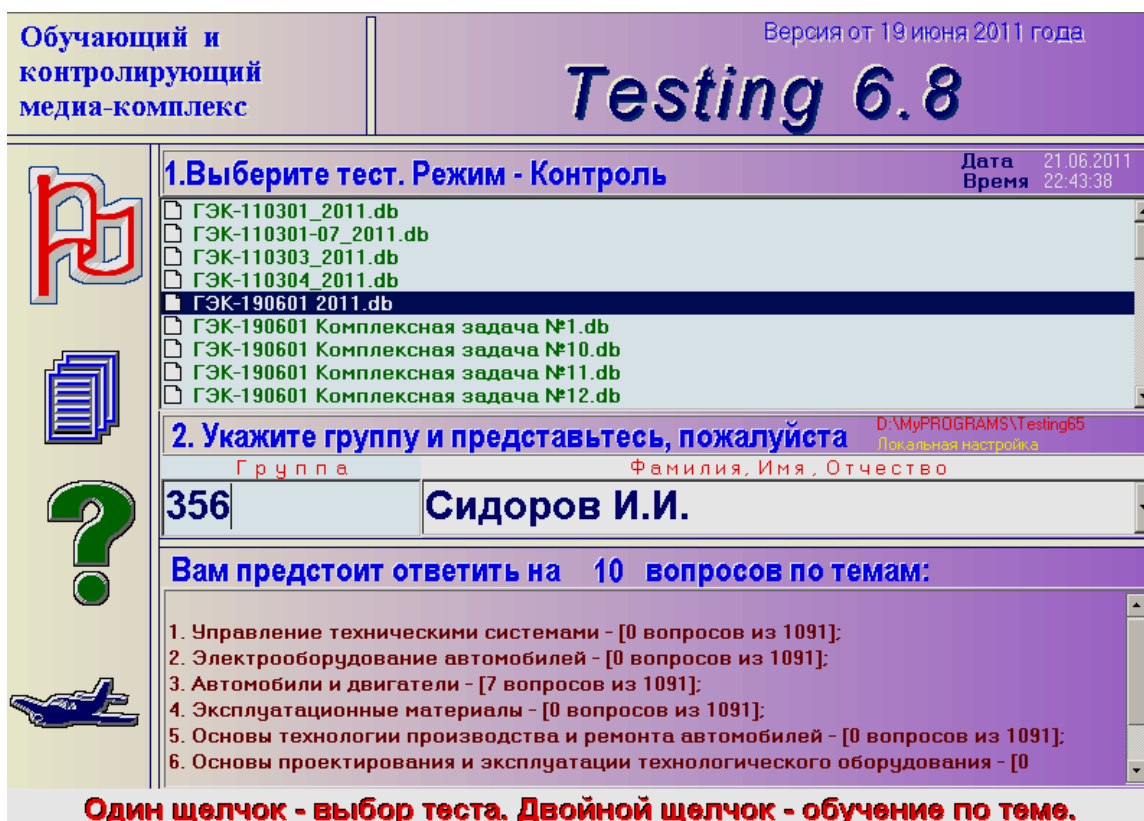 Обучающий и
контролирующий
медиа-комплекс
Версия от 19 июня 2011 года
Testing 6.8
1.Выберите тест. Режим - Контроль
Дата 21.06.2011
Время 22:43:38
ГЭК-110301_2011.db
ГЭК-110301-07_2011.db
ГЭК-110303_2011.db
ГЭК-110304_2011.db
ГЭК-190601 2011.db
ГЭК-190601 Комплексная задача №1.db
ГЭК-190601 Комплексная задача №10.db
ГЭК-190601 Комплексная задача №11.db
ГЭК-190601 Комплексная задача №12.db
2. Укажите группу и представьтесь, пожалуйста
D:\MyPROGRAMS\Testing65
Локальная настройка
Группа Фамилия, Имя, Отчество
356 Сидоров И.И.
Вам предстоит ответить на 10 вопросов по темам:
1. Управление техническими системами - [0 вопросов из 1091];
2. Электрооборудование автомобилей - [0 вопросов из 1091];
3. Автомобили и двигатели - [7 вопросов из 1091];
4. Эксплуатационные материалы - [0 вопросов из 1091];
5. Основы технологии производства и ремонта автомобилей - [0 вопросов из 1091];
6. Основы проектирования и эксплуатации технологического оборудования - [0
Один щелчок - выбор теста. Двойной щелчок - обучение по теме.